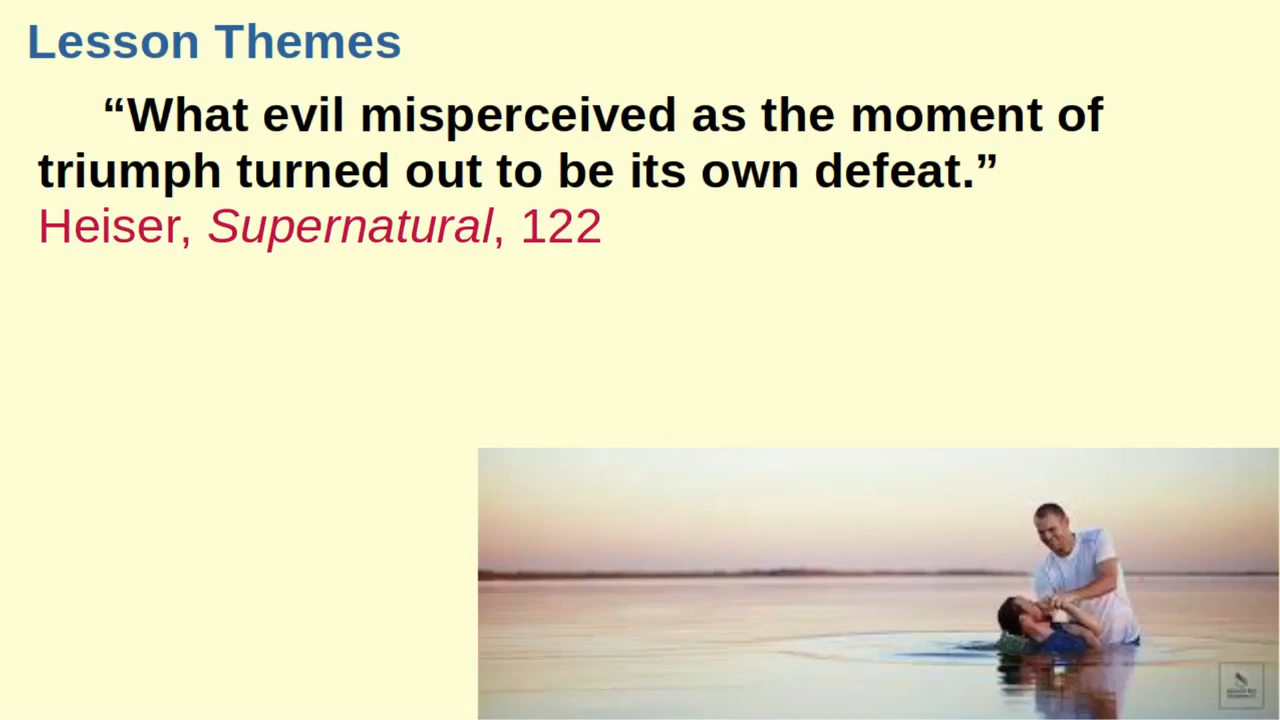 Lesson Themes
“What evil misperceived as the moment of
triumph turned out to be its own defeat.”
Heiser, Supernatural, 122